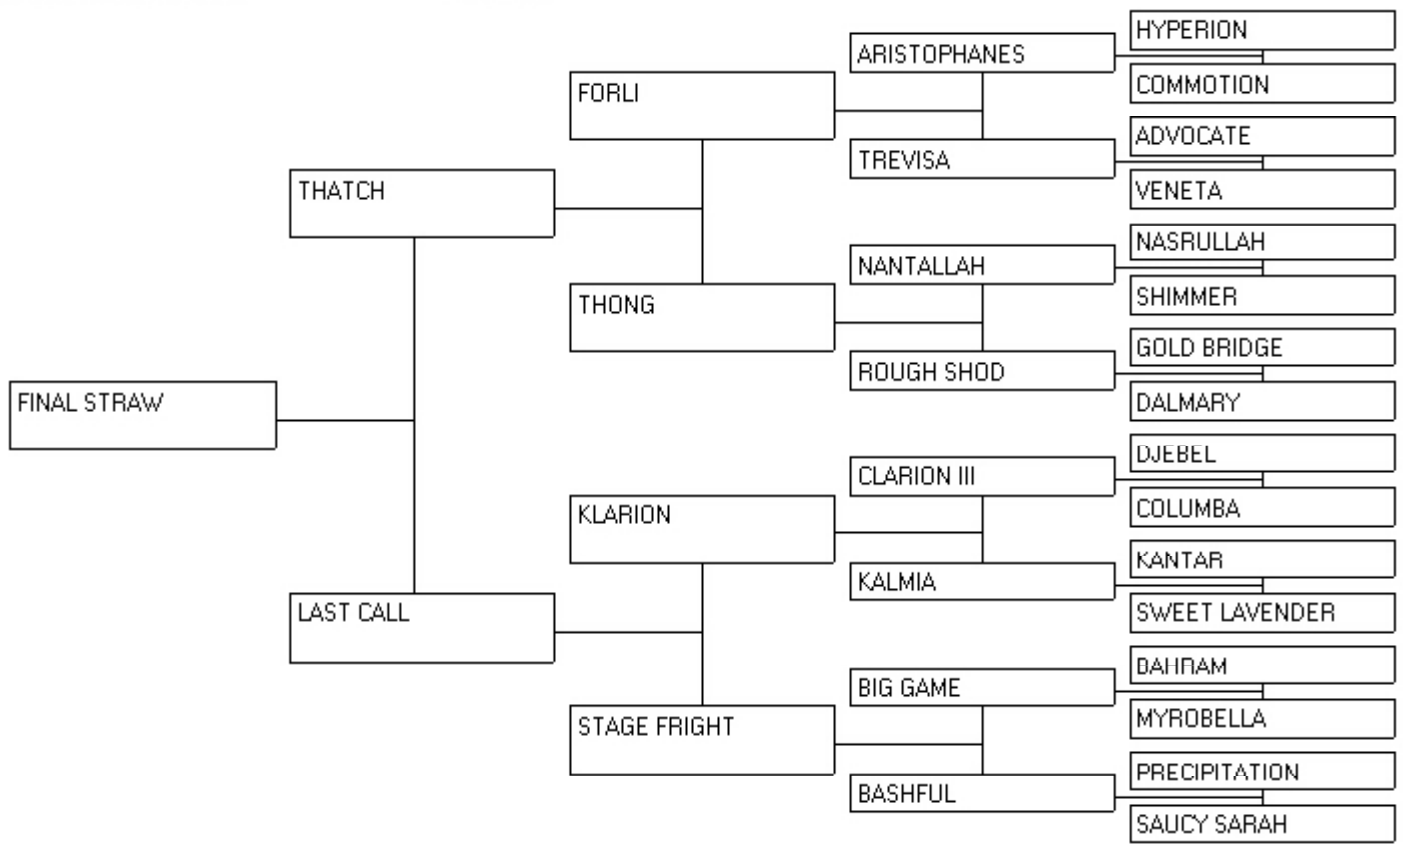 HYPERION
ARISTOPHANES
COMMOTION
FORLI
ADVOCATE
TREVISA
VENETA
THATCH
NASRULLAH
NANTALLAH
SHIMMER
THONG
GOLD BRIDGE
ROUGH SHOD
DALMARY
FINAL STRAW
DJEBEL
CLARION III
COLUMBA
KLARION
KANTAR
KALMIA
SWEET LAVENDER
LAST CALL
BAHRAM
BIG GAME
MYROBELLA
STAGE FRIGHT
PRECIPITATION
BASHFUL
SAUCY SARAH